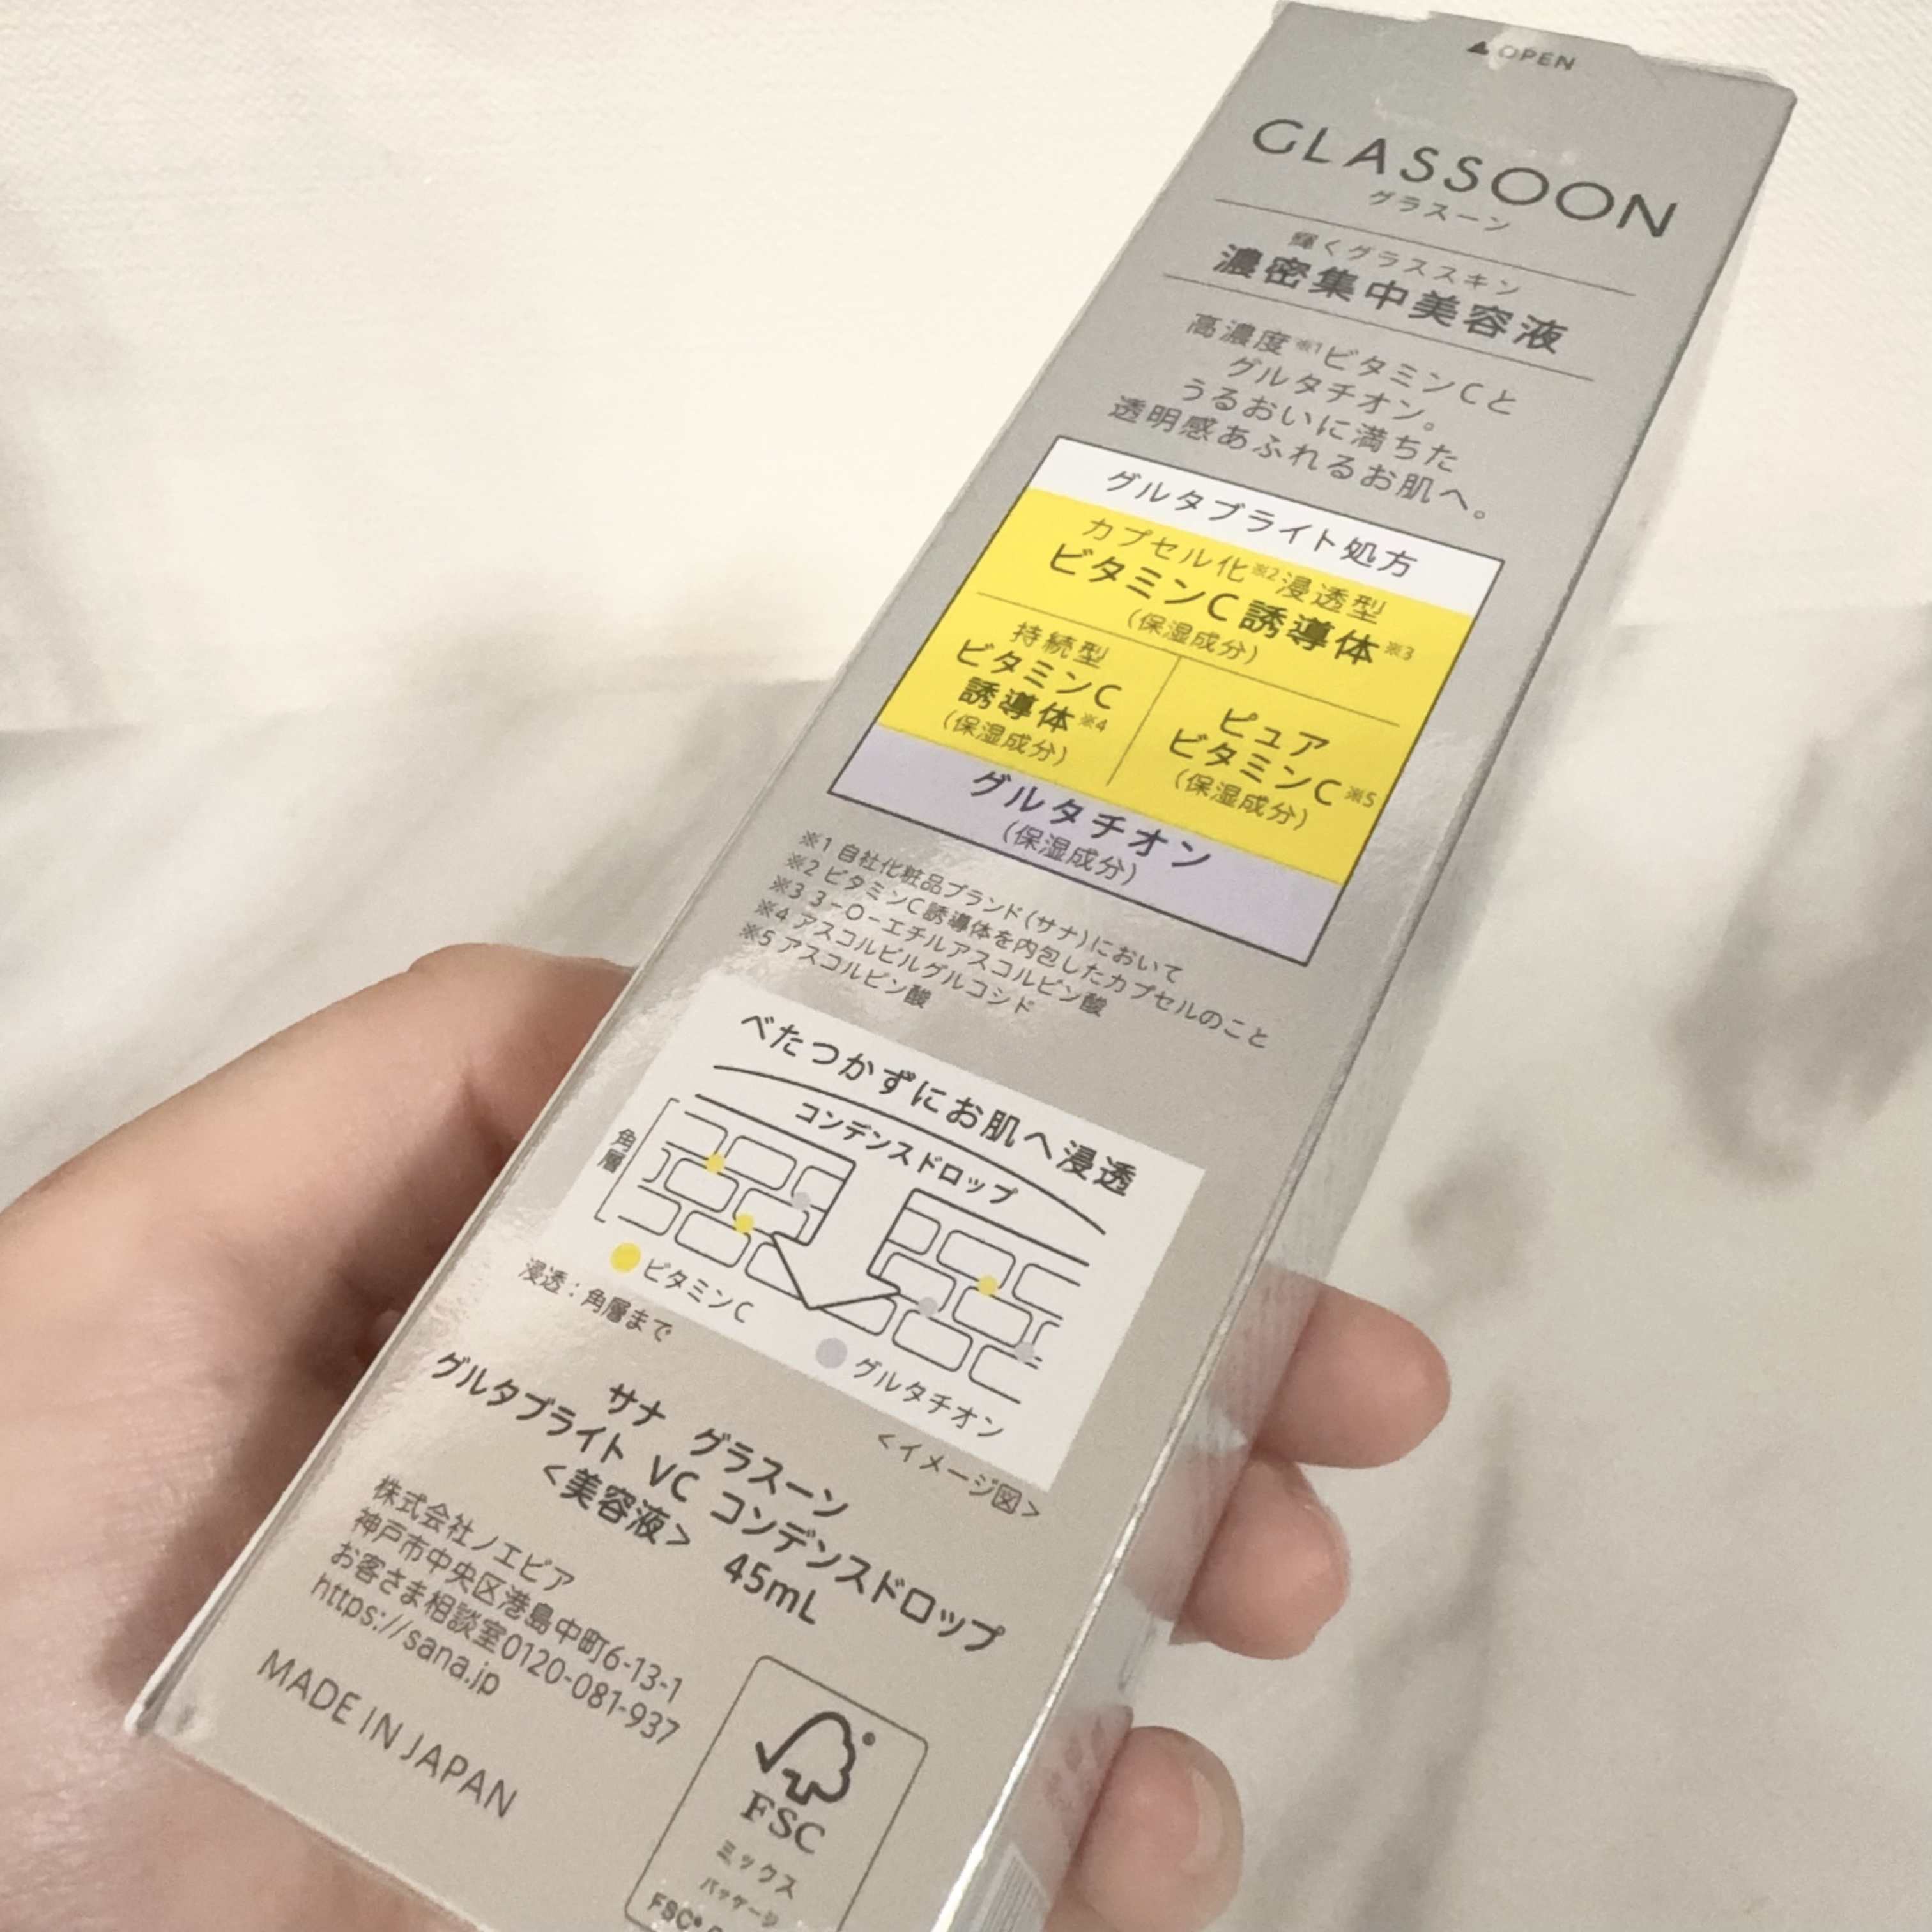 ▲ OPEN
GLASSOON
グラスーン
輝くグラススキン
濃密集中美容液
高濃度※1ビタミンCと
グルタチオン。
うるおいに満ちた
透明感あふれるお肌へ。
グルタブライト処方
カプセル化※2浸透型
ビタミンC誘導体※3
(保湿成分)
持続型
ビタミンC
誘導体※4
(保湿成分)
ピュア
ビタミンC※5
(保湿成分)
グルタチオン
(保湿成分)
※1 自社化粧品ブランド(サナ)において
※2 ビタミンC誘導体を内包したカプセルのこと
※3 3-O-エチルアスコルビン酸
※4 アスコルビルグルコシド
※5 アスコルビン酸
べたつかずにお肌へ浸透
コンデンスドロップ
角層
ビタミンC
グルタチオン
浸透：角層まで
<イメージ図>
サナ グラスーン
グルタブライト VC コンデンスドロップ
<美容液> 45mL
株式会社ノエビア
神戸市中央区港島中町6-13-1
お客さま相談室0120-081-937
https://sana.jp
MADE IN JAPAN
FSC
ミックス
パッケージ
FSC®